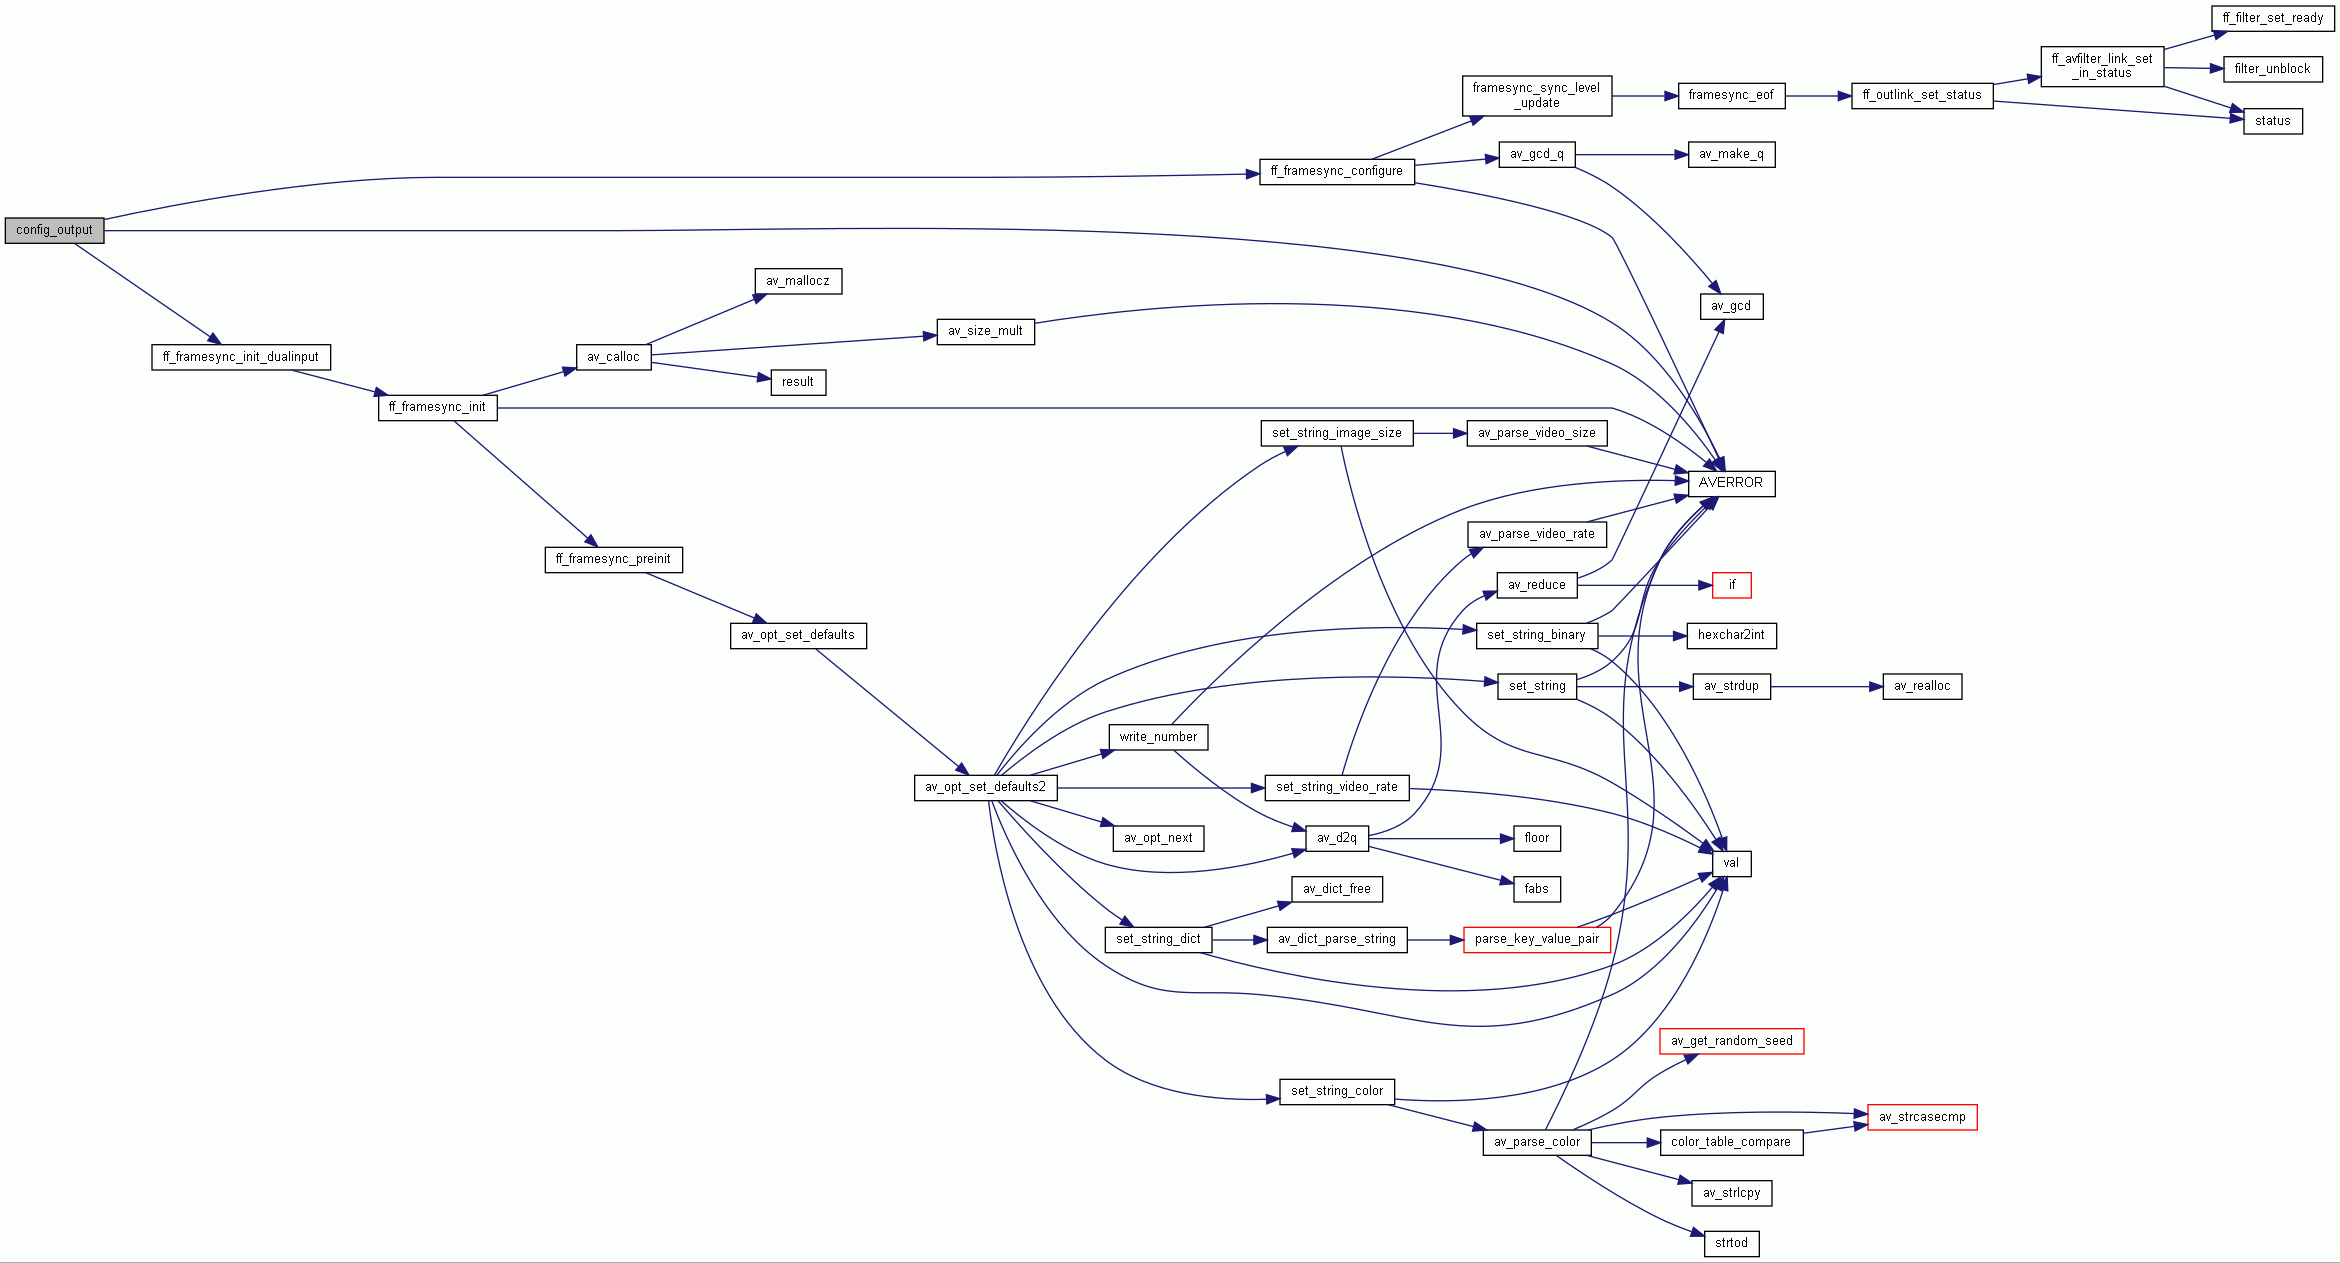 ff_filter_set_ready
ff_avfilter_link_set
_in_status
filter_unblock
framesync_sync_level
_update
framesync_eof
ff_outlink_set_status
status
av_gcd_q
av_make_q
ff_framesync_configure
config_output
av_mallocz
av_gcd
av_size_mult
ff_framesync_init_dualinput
av_calloc
result
ff_framesync_init
set_string_image_size
av_parse_video_size
AVERROR
av_parse_video_rate
ff_framesync_preinit
av_reduce
if
av_opt_set_defaults
set_string_binary
hexchar2int
set_string
av_strdup
av_realloc
write_number
av_opt_set_defaults2
set_string_video_rate
av_opt_next
av_d2q
floor
val
av_dict_free
fabs
set_string_dict
av_dict_parse_string
parse_key_value_pair
av_get_random_seed
set_string_color
av_strcasecmp
av_parse_color
color_table_compare
av_strlcpy
strtod